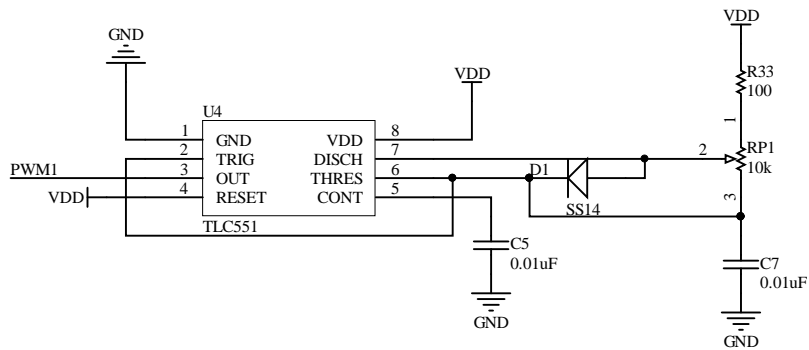 VDD
GND
R33
100
VDD
U4
1
1
GND
VDD
8
RP1
10k
2
TRIG
DISCH
7
2
PWM1
3
OUT
THRES
6
D1
VDD
4
RESET
CONT
5
SS14
3
TLC551
C5
0.01uF
C7
0.01uF
GND
GND